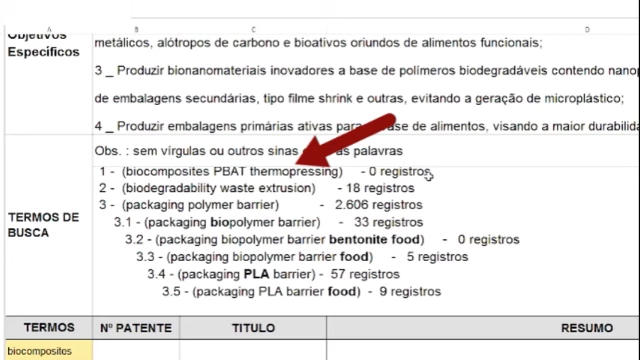 A B C D
Objetivos
Específicos
metálicos, alótropos de carbono e bioativos oriundos de alimentos funcionais;
3 _ Produzir bionanomateriais inovadores a base de polímeros biodegradáveis contendo
de embalagens secundárias, tipo filme shrink e outras, evitando a geração de microplástico;
4 _ Produzir embalagens primárias ativas para base de alimentos, visando a maior
Obs. : sem vírgulas ou outros sinas as palavras
TERMOS DE
BUSCA
1 - (biocomposites PBAT thermopressing) - 0 registros
2 - (biodegradability waste extrusion) - 18 registros
3 - (packaging polymer barrier) - 2.606 registros
3.1 - (packaging biopolymer barrier) - 33 registros
3.2 - (packaging biopolymer barrier bentonite food) - 0 registros
3.3 - (packaging biopolymer barrier food) - 5 registros
3.4 - (packaging PLA barrier) - 57 registros
3.5 - (packaging PLA barrier food) - 9 registros
TERMOS Nº PATENTE TITULO RESUMO
biocomposites